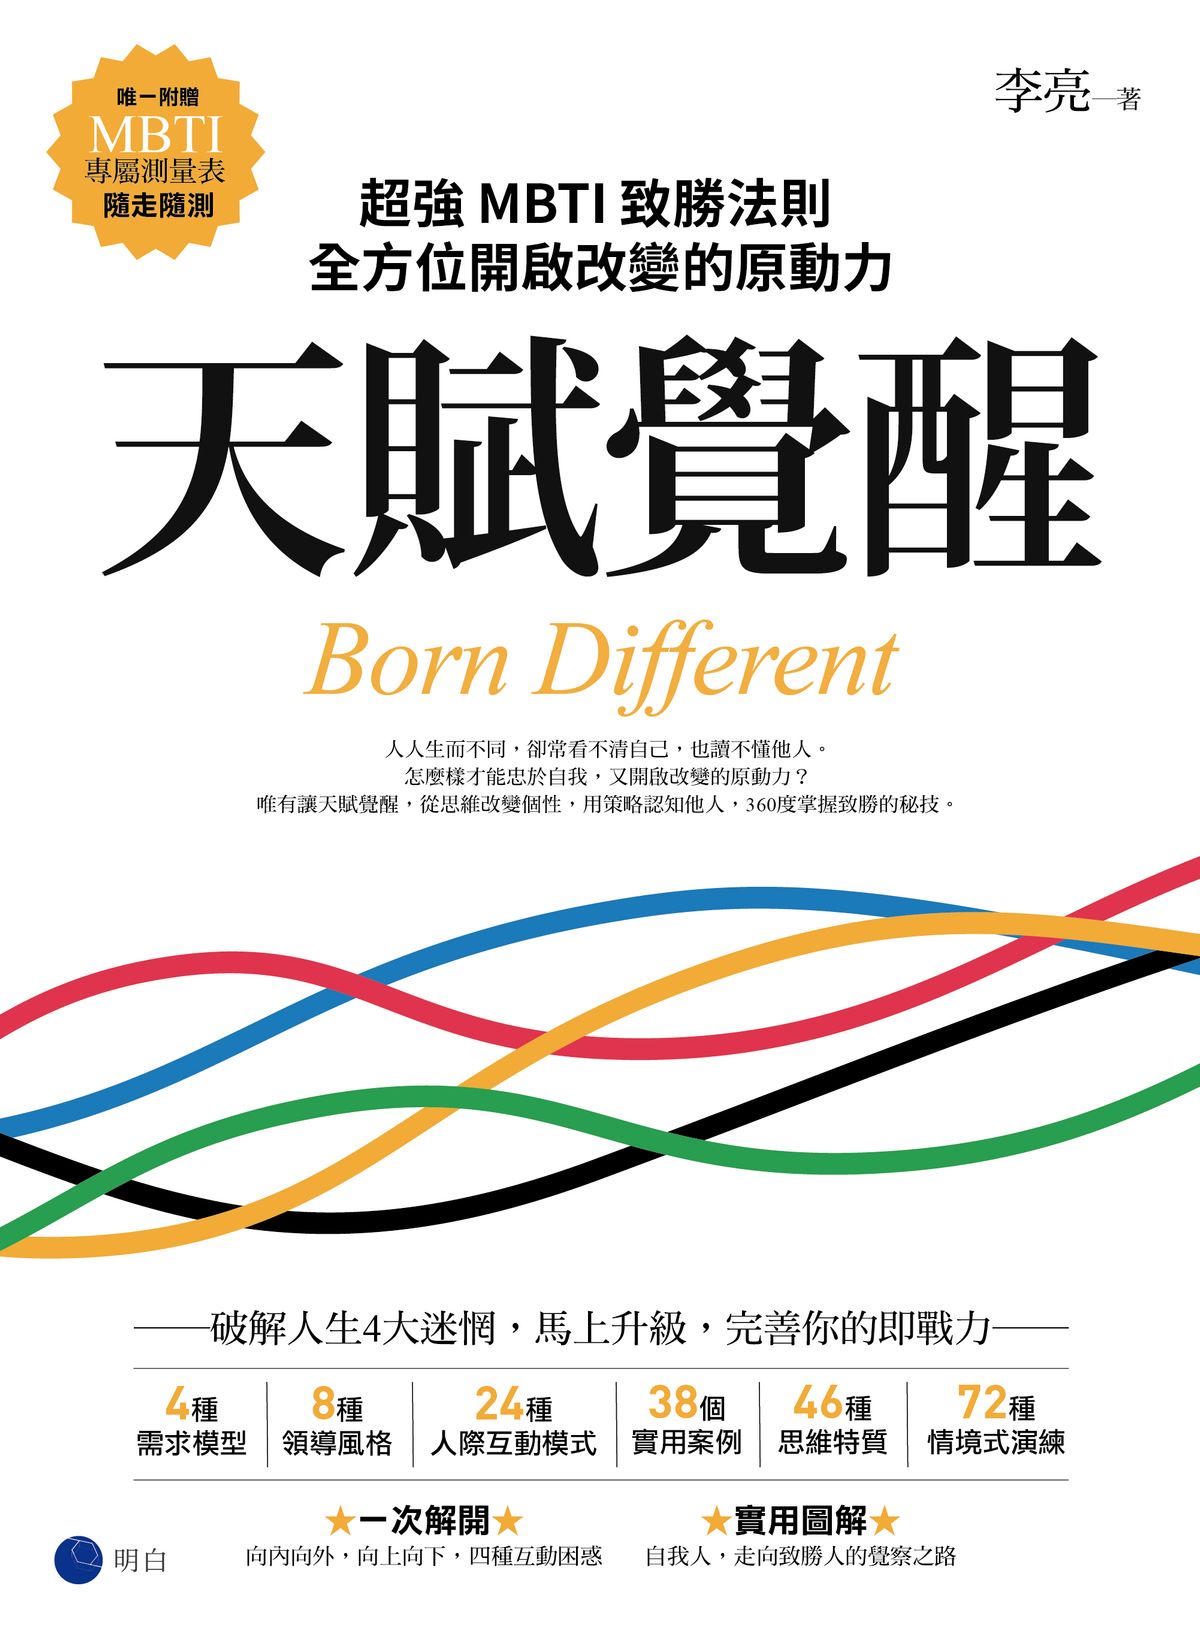 唯一附贈
MBTI
專屬測量表
隨走隨測
李亮—著
超強 MBTI 致勝法則
全方位開啟改變的原動力
天賦覺醒
Born Different
人人生而不同，卻常看不清自己，也讀不懂他人。
怎麼樣才能忠於自我，又開啟改變的原動力？
唯有讓天賦覺醒，從思維改變個性，用策略認知他人，360度掌握致勝的秘技。
——破解人生4大迷惘，馬上升級，完善你的即戰力——
4種
需求模型
8種
領導風格
24種
人際互動模式
38個
實用案例
46種
思維特質
72種
情境式演練
★一次解開★
向內向外，向上向下，四種互動困惑
★實用圖解★
自我人，走向致勝人的覺察之路
明白